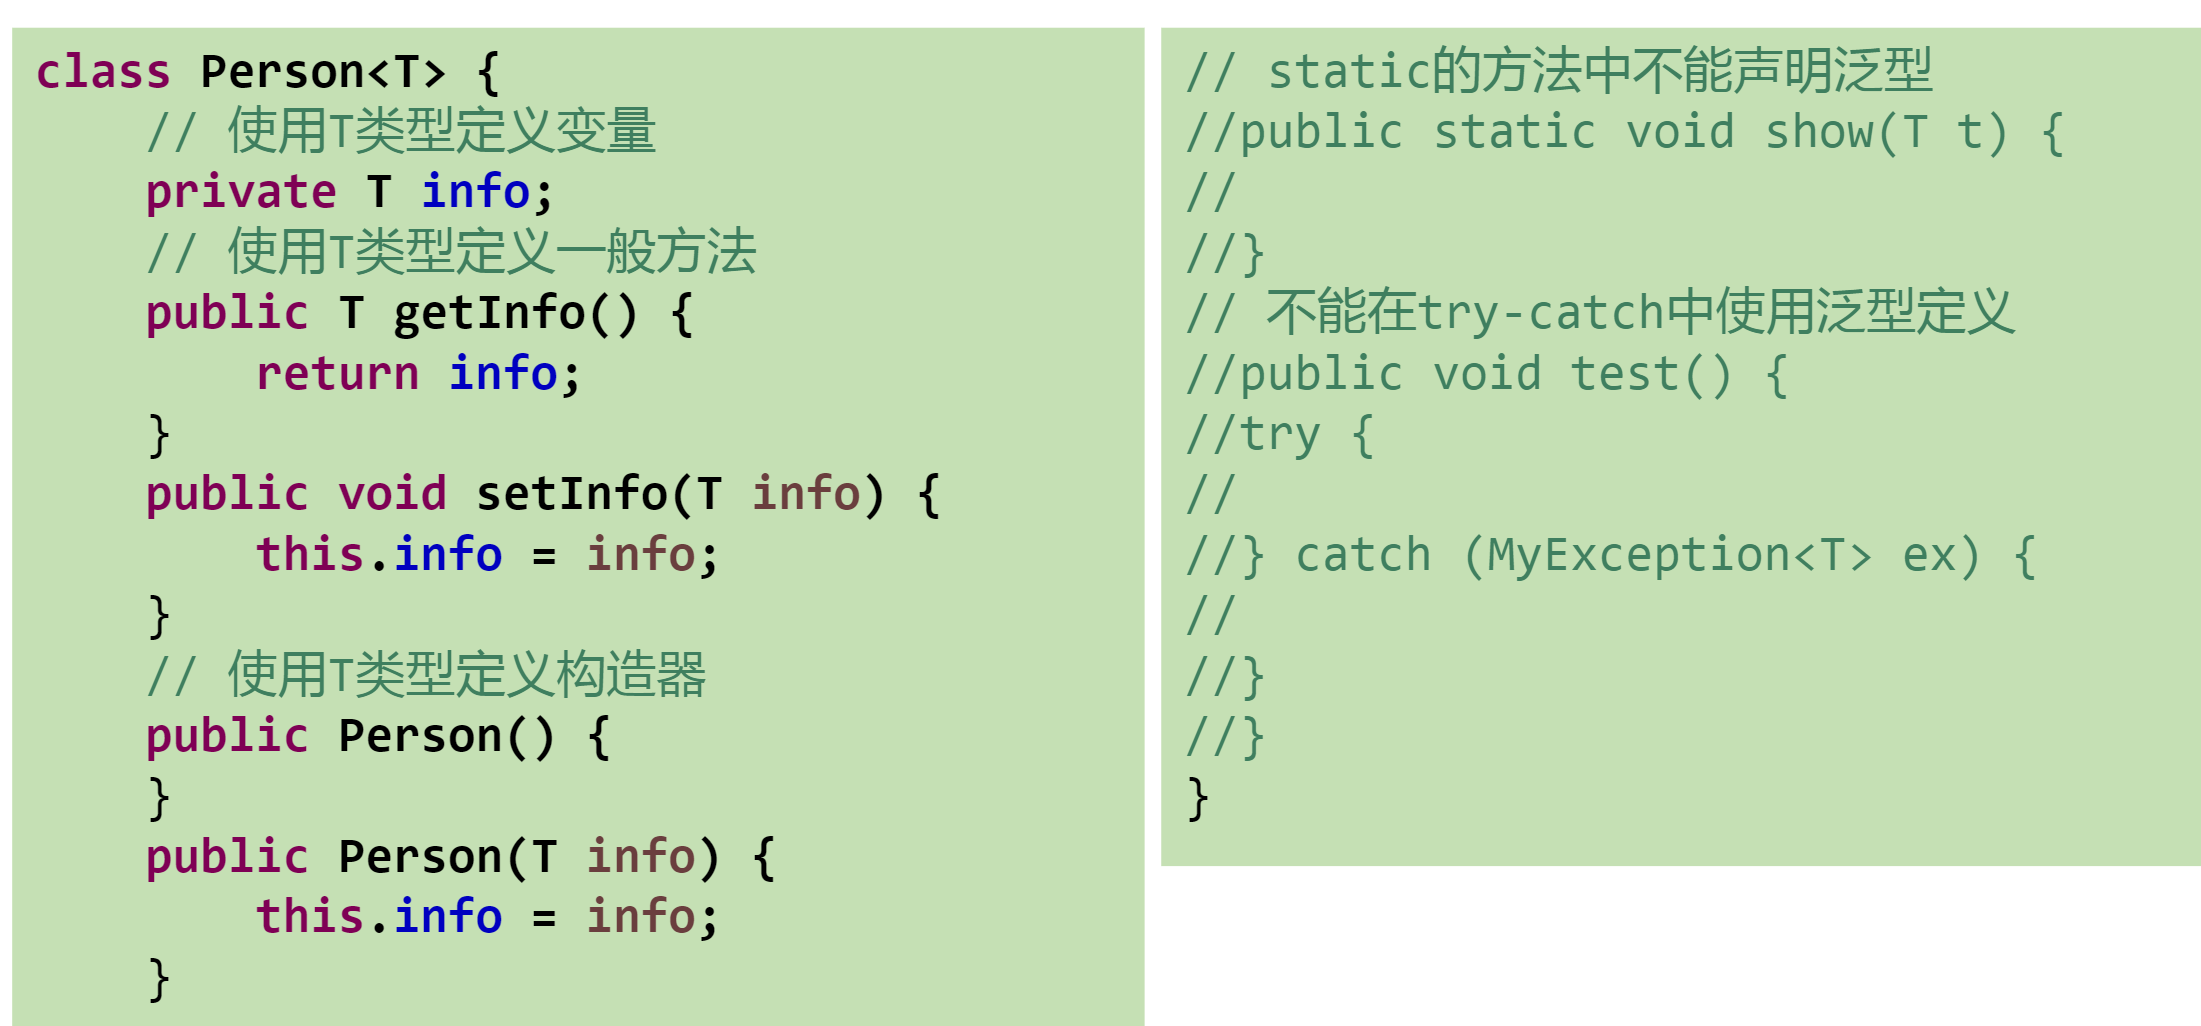 class Person<T> {
    // 使用T类型定义变量
    private T info;
    // 使用T类型定义一般方法
    public T getInfo() {
        return info;
    }
    public void setInfo(T info) {
        this.info = info;
    }
    // 使用T类型定义构造器
    public Person() {
    }
    public Person(T info) {
        this.info = info;
    }
// static的方法中不能声明泛型
//public static void show(T t) {
//
//}
// 不能在try-catch中使用泛型定义
//public void test() {
//try {
//
//} catch (MyException<T> ex) {
//
//}
//}
}